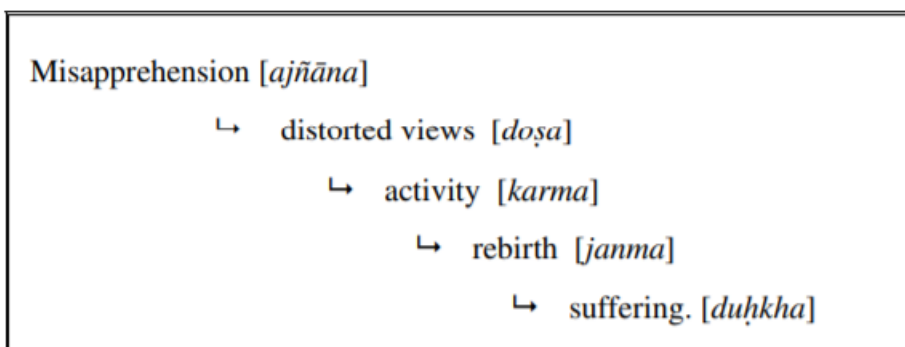 Misapprehension [ajñāna]
↳ distorted views [doṣa]
↳ activity [karma]
↳ rebirth [janma]
↳ suffering. [duḥkha]